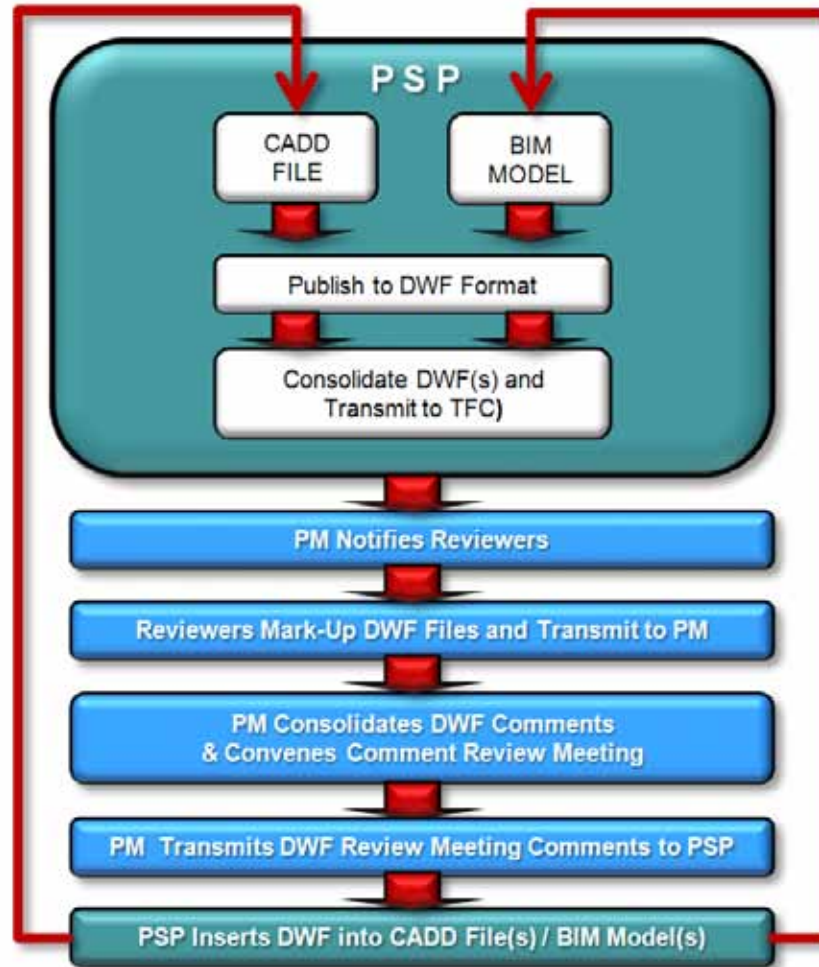 PSP
CADD
FILE
BIM
MODEL
Publish to DWF Format
Consolidate DWF(s) and
Transmit to TFC)
PM Notifies Reviewers
Reviewers Mark-Up DWF Files and Transmit to PM
PM Consolidates DWF Comments
& Convenes Comment Review Meeting
PM Transmits DWF Review Meeting Comments to PSP
PSP Inserts DWF into CADD File(s) / BIM Model(s)